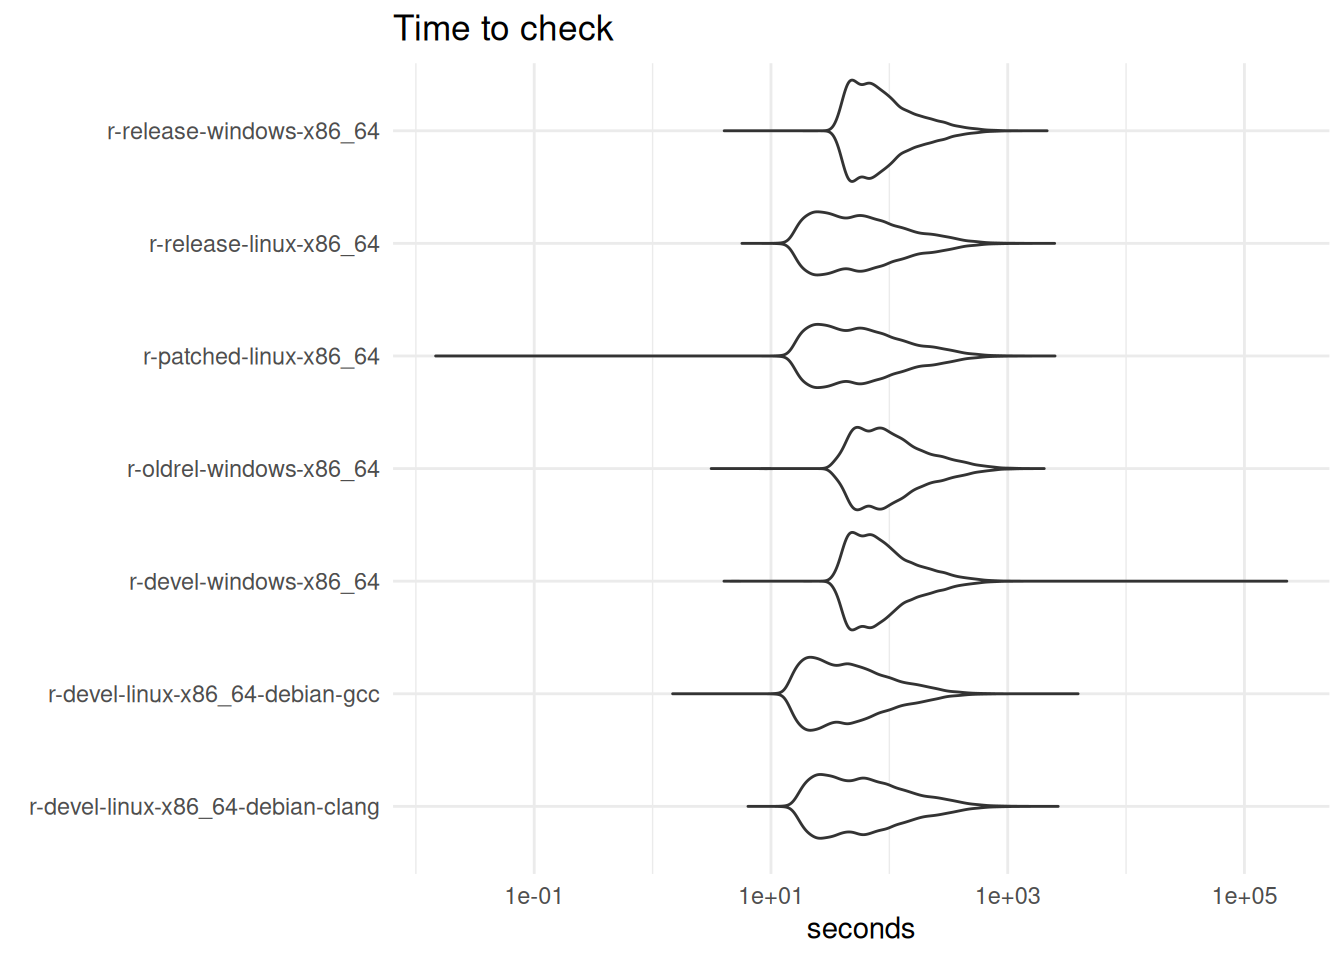 Time to check
r-release-windows-x86_64
r-release-linux-x86_64
r-patched-linux-x86_64
r-oldrel-windows-x86_64
r-devel-windows-x86_64
r-devel-linux-x86_64-debian-gcc
r-devel-linux-x86_64-debian-clang
1e-01 1e+01 1e+03 1e+05
seconds